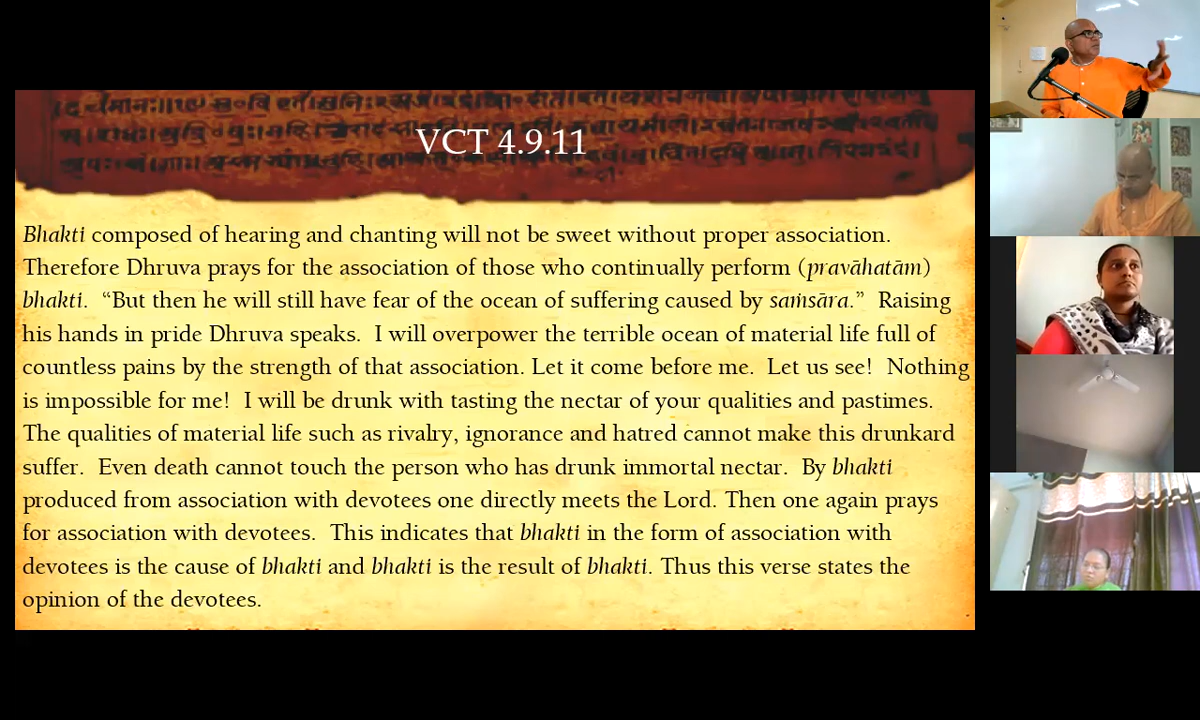 VCT 4.9.11
Bhakti composed of hearing and chanting will not be sweet without proper association.
Therefore Dhruva prays for the association of those who continually perform (pravāhatām)
bhakti.  “But then he will still have fear of the ocean of suffering caused by saṁsāra.”  Raising
his hands in pride Dhruva speaks.  I will overpower the terrible ocean of material life full of
countless pains by the strength of that association. Let it come before me.  Let us see!  Nothing
is impossible for me!  I will be drunk with tasting the nectar of your qualities and pastimes.
The qualities of material life such as rivalry, ignorance and hatred cannot make this drunkard
suffer.  Even death cannot touch the person who has drunk immortal nectar.  By bhakti
produced from association with devotees one directly meets the Lord. Then one again prays
for association with devotees.  This indicates that bhakti in the form of association with
devotees is the cause of bhakti and bhakti is the result of bhakti. Thus this verse states the
opinion of the devotees.